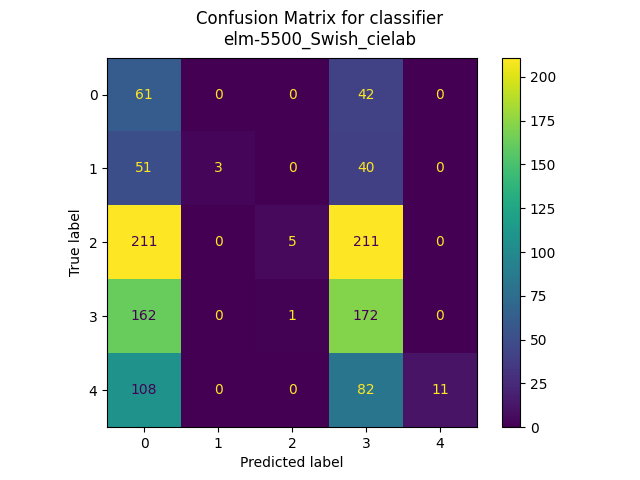 Confusion Matrix for classifier
elm-5500_Swish_cielab
True label
0 61 0 0 42 0
1 51 3 0 40 0
2 211 0 5 211 0
3 162 0 1 172 0
4 108 0 0 82 11
0 1 2 3 4
Predicted label
200
175
150
125
100
75
50
25
0